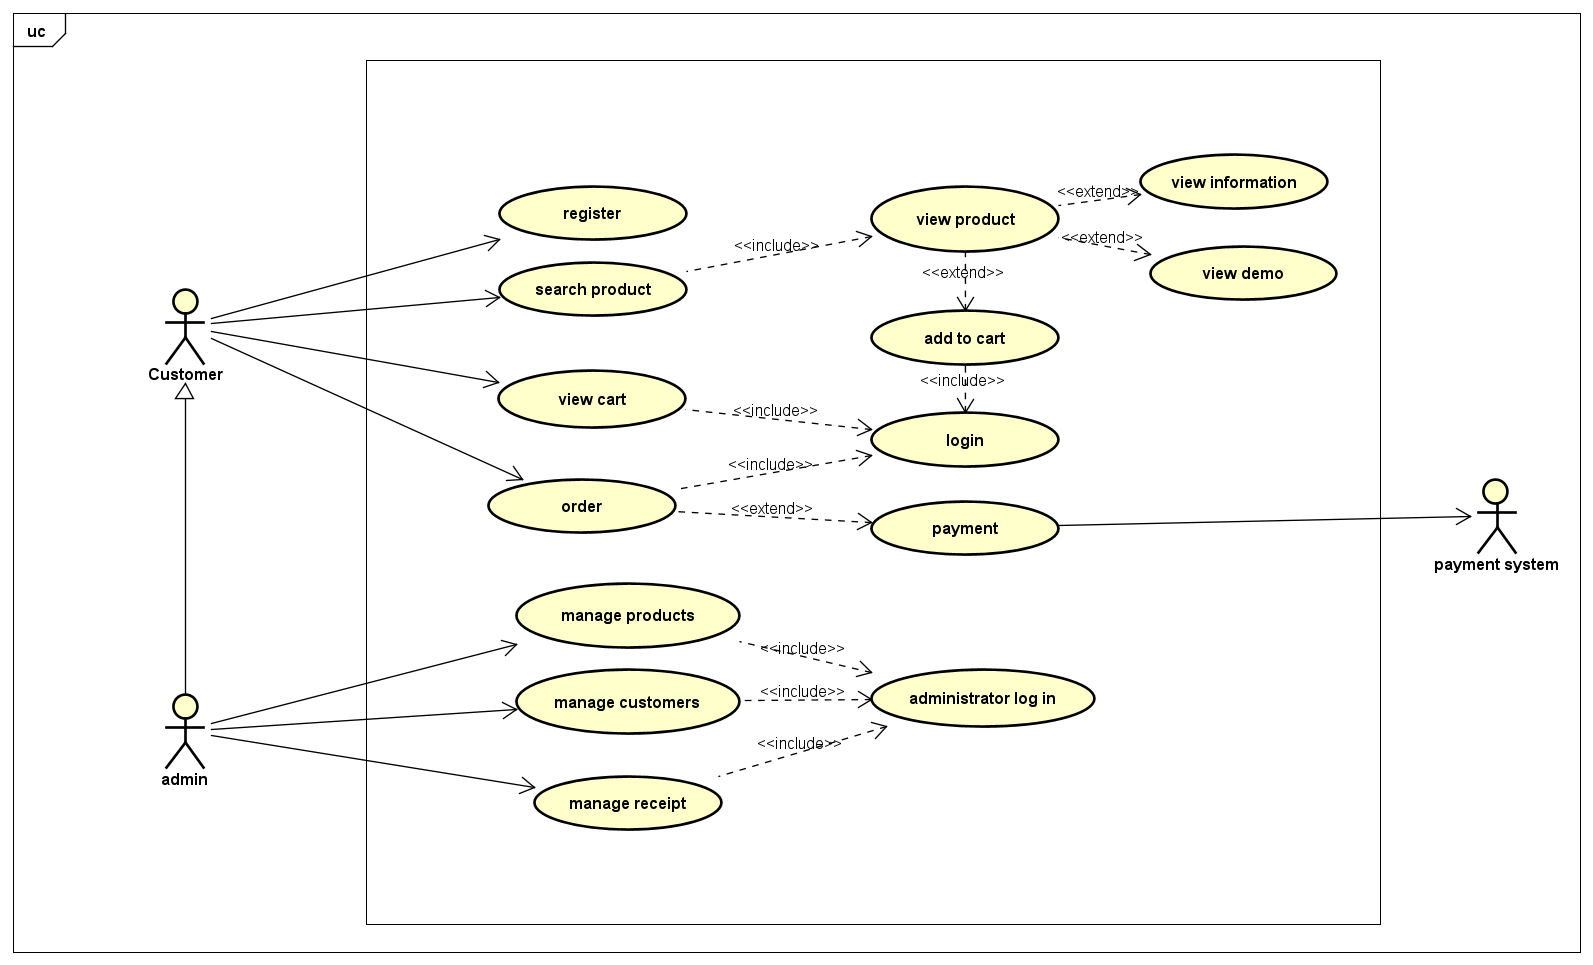 uc
view information
<<extend>>
register
view product
<<extend>>
<<include>>
search product
<<extend>>
view demo
add to cart
Customer
<<include>>
view cart
<<include>>
login
<<include>>
order
<<extend>>
payment
payment system
manage products
<<include>>
manage customers
<<include>>
administrator log in
<<include>>
admin
manage receipt